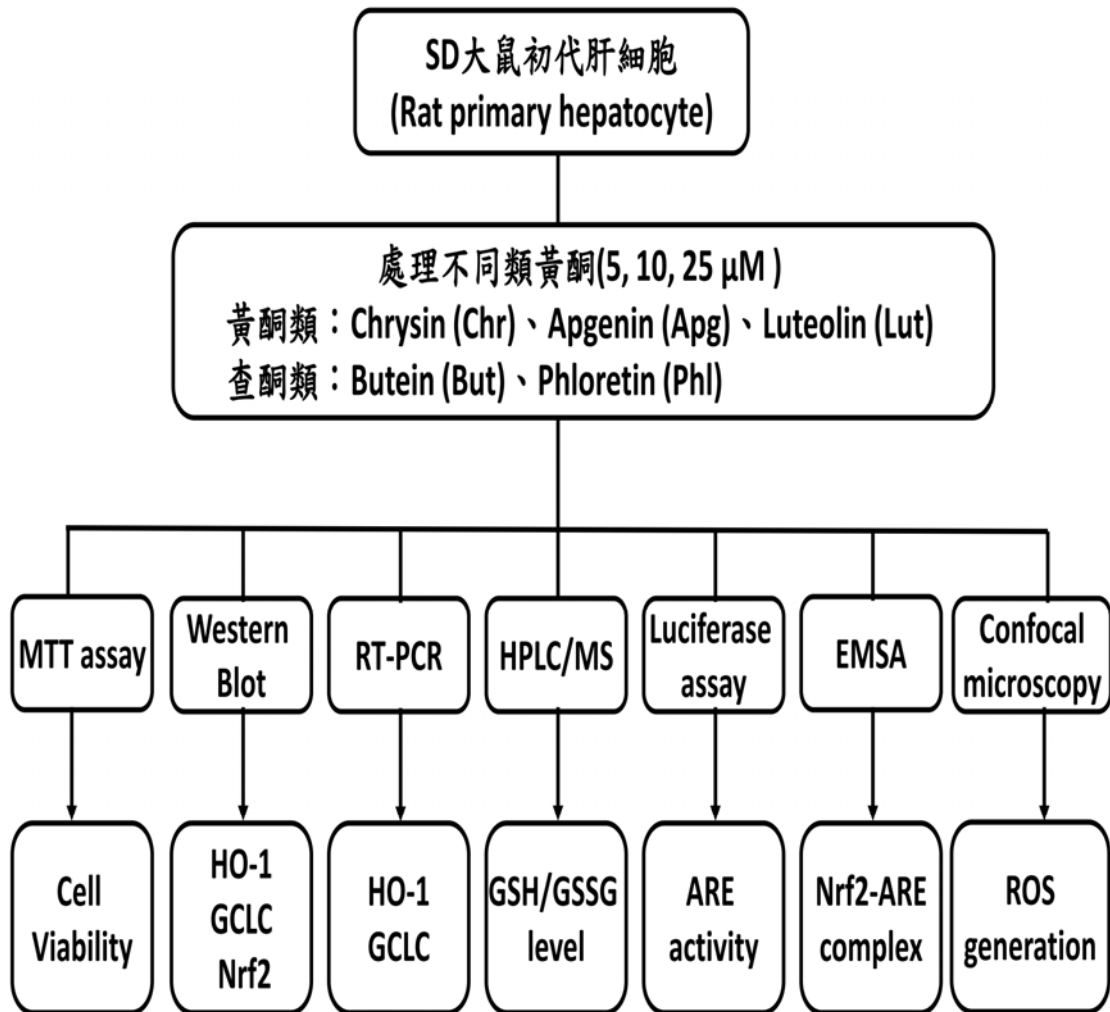 SD大鼠初代肝細胞
(Rat primary hepatocyte)
處理不同類黃酮(5, 10, 25 μM )
黃酮類：Chrysin (Chr)、Apgenin (Apg)、Luteolin (Lut)
查酮類：Butein (But)、Phloretin (Phl)
MTT assay
Western
Blot
RT-PCR
HPLC/MS
Luciferase
assay
EMSA
Confocal
microscopy
Cell
Viability
HO-1
GCLC
Nrf2
HO-1
GCLC
GSH/GSSG
level
ARE
activity
Nrf2-ARE
complex
ROS
generation